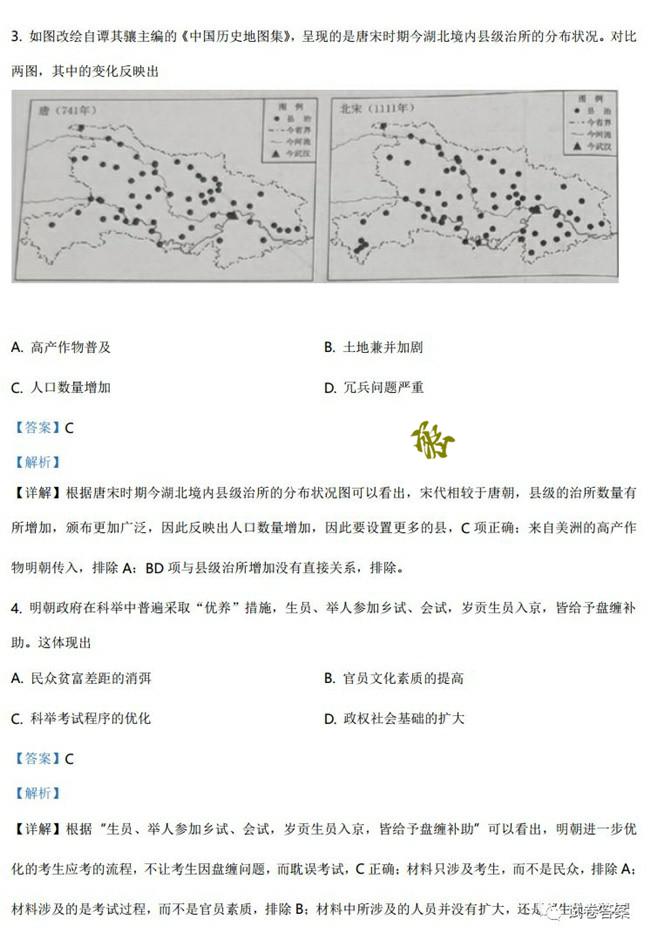 3. 如图改绘自谭其骧主编的《中国历史地图集》，呈现的是唐宋时期今湖北境内县级治所的分布状况。对比
两图，其中的变化反映出
唐（741年）
图 例
县 治
今省界
今河流
今武汉
北宋（1111年）
图 例
县 治
今省界
今河流
今武汉
A. 高产作物普及
B. 土地兼并加剧
C. 人口数量增加
D. 冗兵问题严重
【答案】C
【解析】
【详解】根据唐宋时期今湖北境内县级治所的分布状况图可以看出，宋代相较于唐朝，县级的治所数量有
所增加，颁布更加广泛，因此反映出人口数量增加，因此要设置更多的县，C 项正确；来自美洲的高产作
物明朝传入，排除 A；BD 项与县级治所增加没有直接关系，排除。
4. 明朝政府在科举中普遍采取“优养”措施，生员、举人参加乡试、会试，岁贡生员入京，皆给予盘缠补
助。这体现出
A. 民众贫富差距的消弭
B. 官员文化素质的提高
C. 科举考试程序的优化
D. 政权社会基础的扩大
【答案】C
【解析】
【详解】根据“生员、举人参加乡试、会试，岁贡生员入京，皆给予盘缠补助”可以看出，明朝进一步优
化的考生应考的流程，不让考生因盘缠问题，而耽误考试，C 正确；材料只涉及考生，而不是民众，排除 A；
材料涉及的是考试过程，而不是官员素质，排除 B；材料中所涉及的人员并没有扩大，还是“生
试卷答案